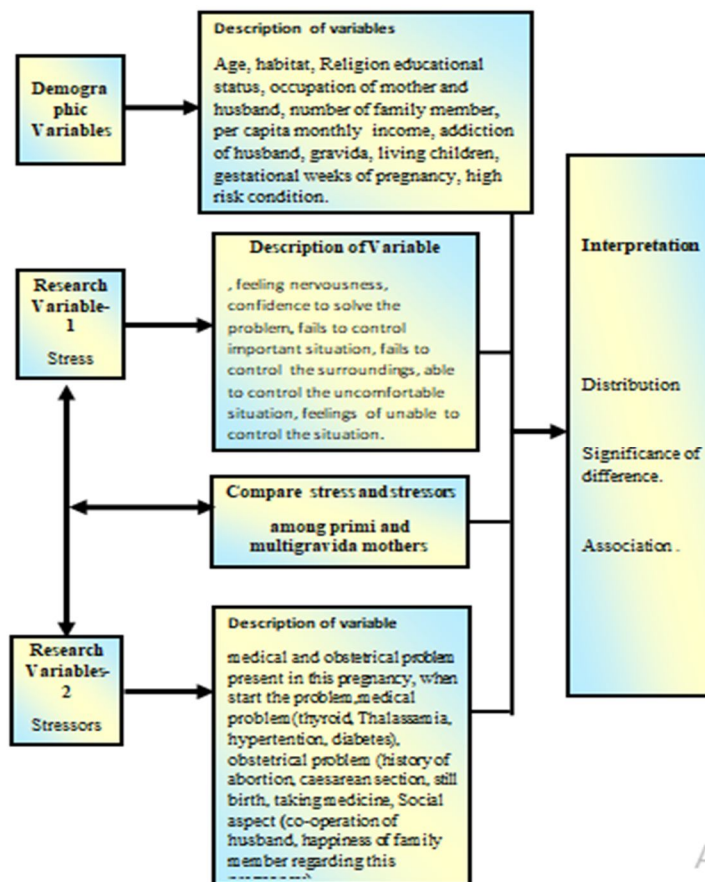 Demogra
phic
Variables
Description of variables
Age, habitat, Religion educational
status, occupation of mother and
husband, number of family member,
per capita monthly income, addiction
of husband, gravida, living children,
gestational weeks of pregnancy, high
risk condition.
Research
Variable-
1
Stress
Description of Variable
, feeling nervousness,
confidence to solve the
problem, fails to control
important situation, fails to
control the surroundings, able
to control the uncomfortable
situation, feelings of unable to
control the situation.
Compare stress and stressors
among primi and
multigravida mothers
Research
Variables-
2
Stressors
Description of variable
medical and obstetrical problem
present in this pregnancy, when
start the problem,medical
problem(thyroid, Thalassamia,
hypertention, diabetes),
obstetrical problem (history of
abortion, caesarean section, still
birth, taking medicine, Social
aspect (co-operation of
husband, happiness of family
member regarding this
Interpretation
Distribution
Significance of
difference.
Association .
A